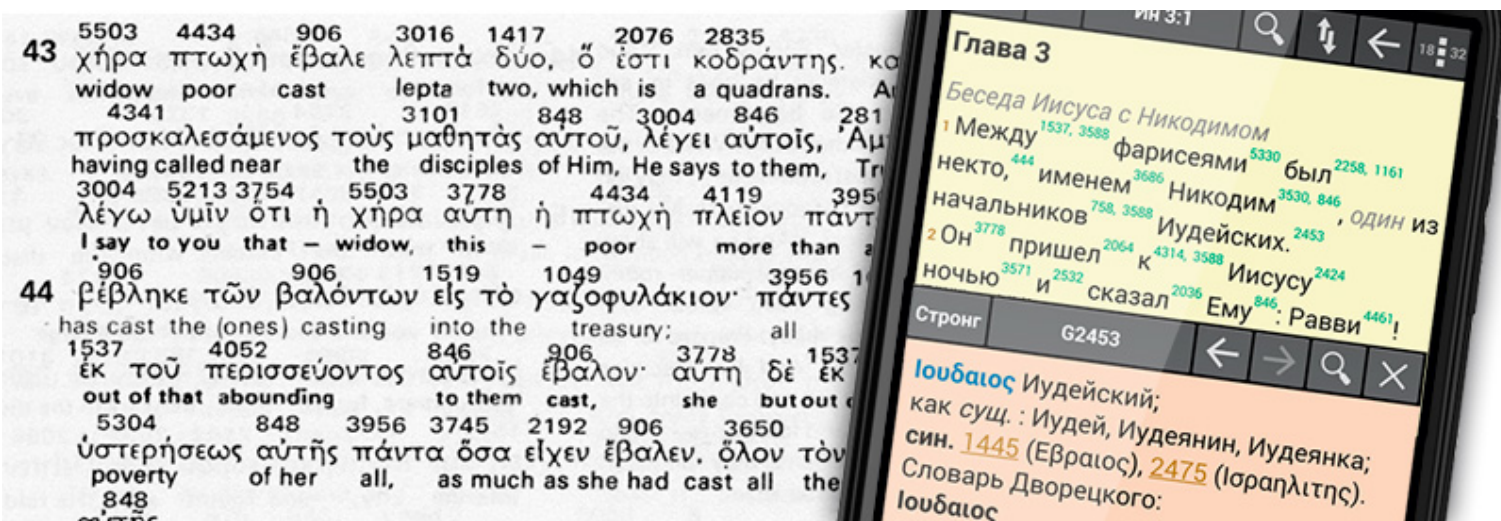 5503 4434 906 3016 1417 2076 2835
43 χήρα πτωχὴ ἔβαλε λεπτὰ δύο, ὅ ἐστι κοδράντης. κα
widow poor cast lepta two, which is a quadrans. A
4341 3101 848 3004 846 281
προσκαλεσάμενος τοὺς μαθητὰς αὐτοῦ, λέγει αὐτοῖς, Ἀμ
having called near the disciples of Him, He says to them, Tr
3004 5213 3754 5503 3778 4434 4119 3956
λέγω ὑμῖν ὅτι ἡ χήρα αὕτη ἡ πτωχὴ πλεῖον πάντ
I say to you that – widow, this – poor more than a
906 906 1519 1049 3956
44 βέβληκε τῶν βαλόντων εἰς τὸ γαζοφυλάκιον· πάντες
has cast the (ones) casting into the treasury; all
1537 4052 846 906 3778 1537
ἐκ τοῦ περισσεύοντος αὐτοῖς ἔβαλον· αὕτη δὲ ἐκ
out of that abounding to them cast, she but out
5304 848 3956 3745 2192 906 3650
ὑστερήσεως αὐτῆς πάντα ὅσα εἶχεν ἔβαλεν. ὅλον τὸν
poverty of her all, as much as she had cast all the
848
Ин 3:1 18 32
Глава 3
Беседа Иисуса с Никодимом
1 Между 1537, 3588 фарисеями 5330 был 2258, 1161
некто, 444 именем 3686 Никодим 3530, 846 , один из
начальников 758, 3588 Иудейских. 2453
2 Он 3778 пришел 2064 к 4314, 3588 Иисусу 2424
ночью 3571 и 2532 сказал 2036 Ему 846 : Равви 4461 !
Стронг G2453
Ιουδαιος Иудейский;
как сущ. : Иудей, Иудеянин, Иудеянка;
син. 1445 (Εβραιος), 2475 (Ισραηλιτης).
Словарь Дворецкого:
Ιουδαιος